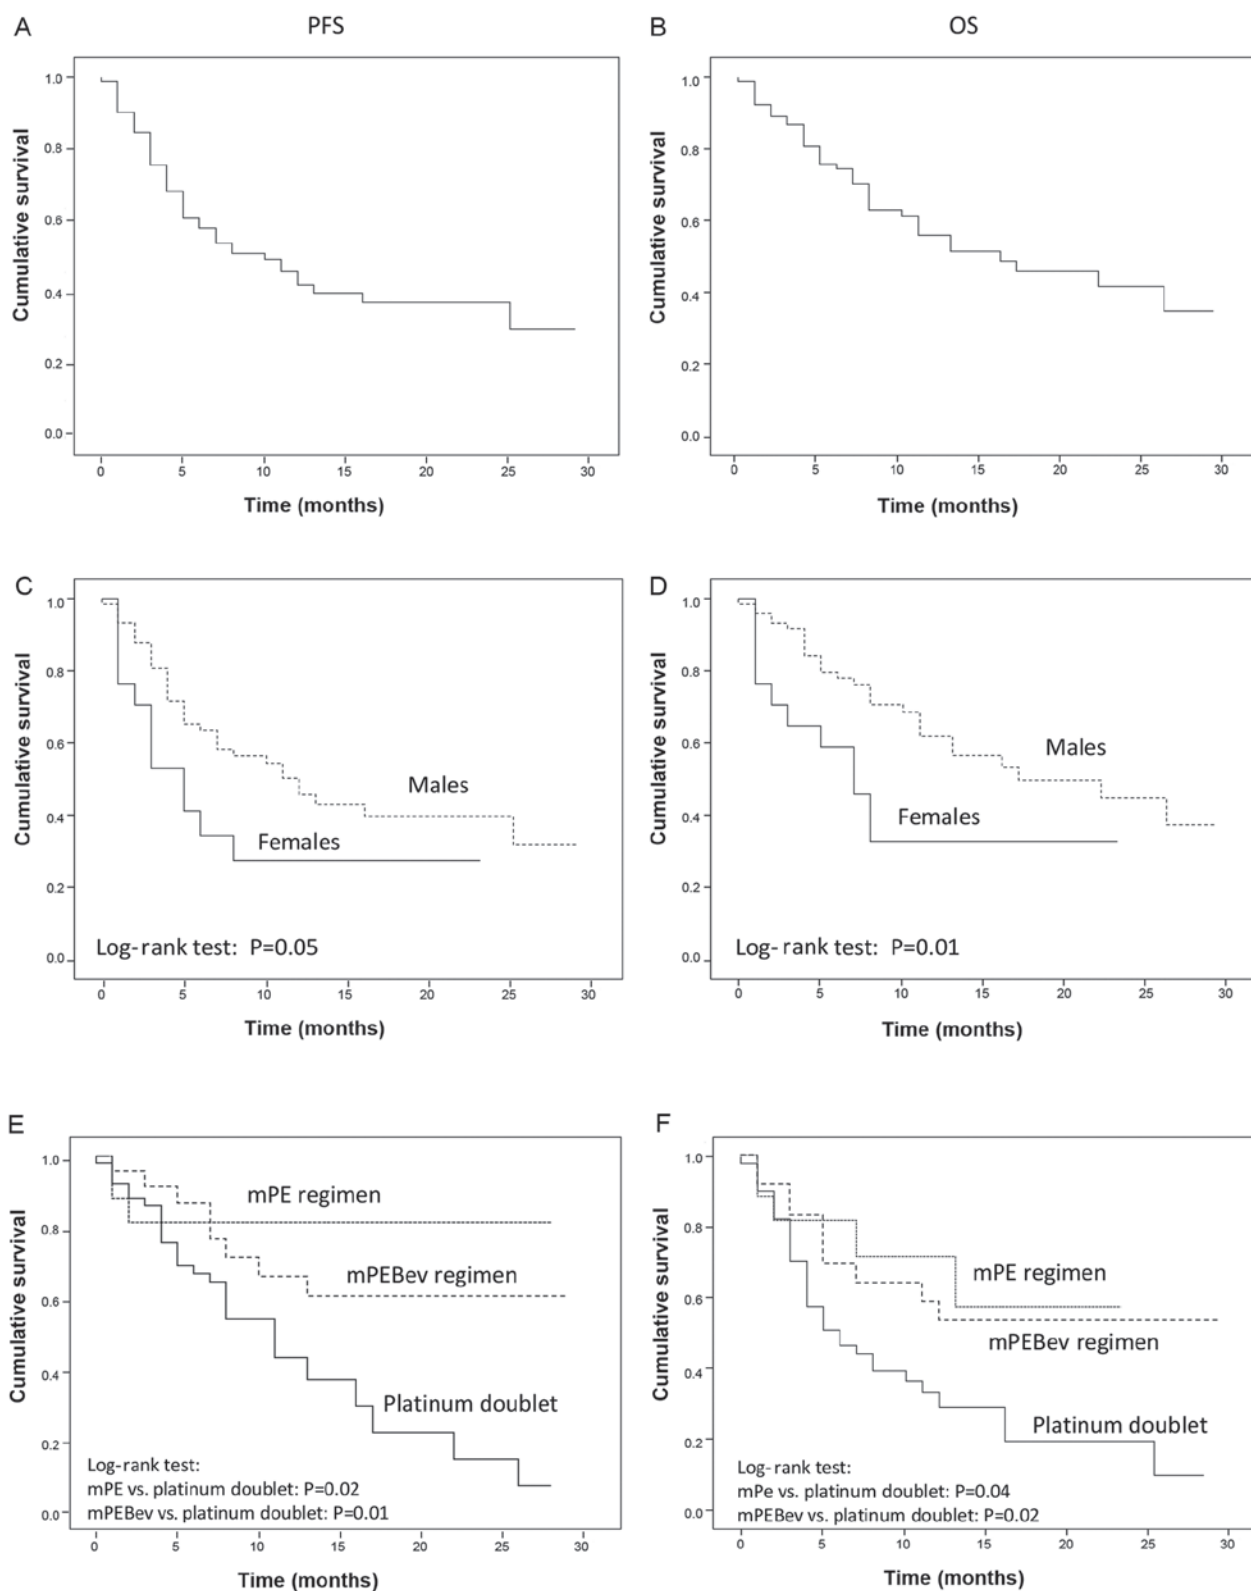 A
PFS
B
OS
Cumulative survival
1.0
0.8
0.6
0.4
0.2
0.0
0 5 10 15 20 25 30
Time (months)
Cumulative survival
1.0
0.8
0.6
0.4
0.2
0.0
0 5 10 15 20 25 30
Time (months)
C
Cumulative survival
1.0
0.8
0.6
0.4
0.2
0.0
Males
Females
Log-rank test: P=0.05
0 5 10 15 20 25 30
Time (months)
D
Cumulative survival
1.0
0.8
0.6
0.4
0.2
0.0
Males
Females
Log-rank test: P=0.01
0 5 10 15 20 25 30
Time (months)
E
Cumulative survival
1.0
0.8
0.6
0.4
0.2
0.0
mPE regimen
mPEBev regimen
Platinum doublet
Log-rank test:
mPE vs. platinum doublet: P=0.02
mPEBev vs. platinum doublet: P=0.01
0 5 10 15 20 25 30
Time (months)
F
Cumulative survival
1.0
0.8
0.6
0.4
0.2
0.0
mPE regimen
mPEBev regimen
Platinum doublet
Log-rank test:
mPe vs. platinum doublet: P=0.04
mPEBev vs. platinum doublet: P=0.02
0 5 10 15 20 25 30
Time (months)